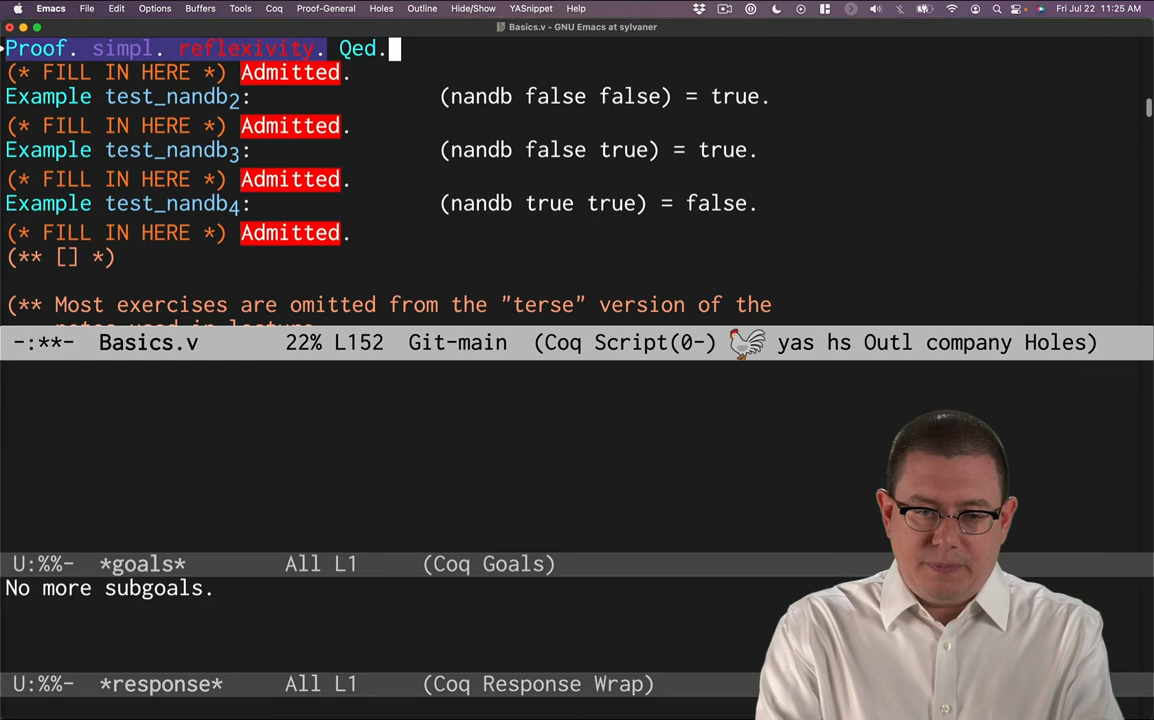 Emacs File Edit Options Buffers Tools Coq Proof-General Holes Outline Hide/Show YASnippet Help Fri Jul 22 11:25 AM
Basics.v - GNU Emacs at sylvaner
Proof. simpl. reflexivity. Qed.
(* FILL IN HERE *) Admitted.
Example test_nandb2: (nandb false false) = true.
(* FILL IN HERE *) Admitted.
Example test_nandb3: (nandb false true) = true.
(* FILL IN HERE *) Admitted.
Example test_nandb4: (nandb true true) = false.
(* FILL IN HERE *) Admitted.
(** [] *)
(** Most exercises are omitted from the "terse" version of the
notes used in lecture
-:**- Basics.v 22% L152 Git-main (Coq Script(0-) yas hs Outl company Holes)
U:%%- *goals* All L1 (Coq Goals)
No more subgoals.
U:%%- *response* All L1 (Coq Response Wrap)